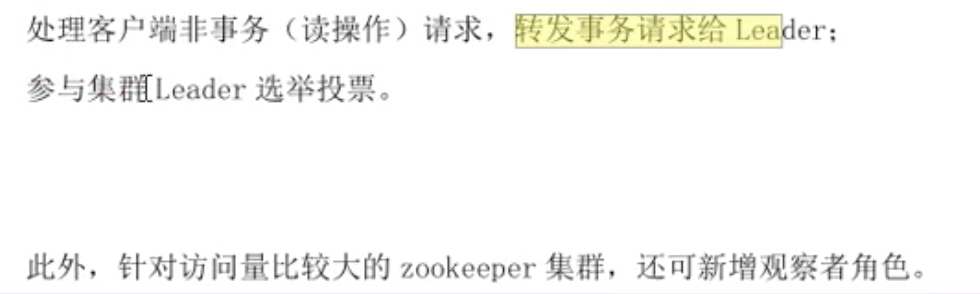 处理客户端非事务（读操作）请求，转发事务请求给 Leader；
参与集群 Leader 选举投票。
此外，针对访问量比较大的 zookeeper 集群，还可新增观察者角色。